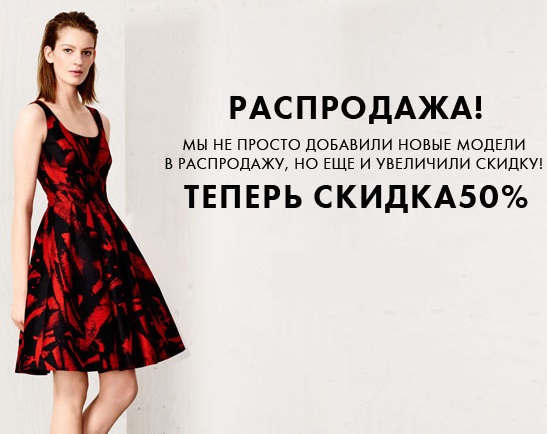 РАСПРОДАЖА!
МЫ НЕ ПРОСТО ДОБАВИЛИ НОВЫЕ МОДЕЛИ
В РАСПРОДАЖУ, НО ЕЩЕ И УВЕЛИЧИЛИ СКИДКУ!
ТЕПЕРЬ СКИДКА50%